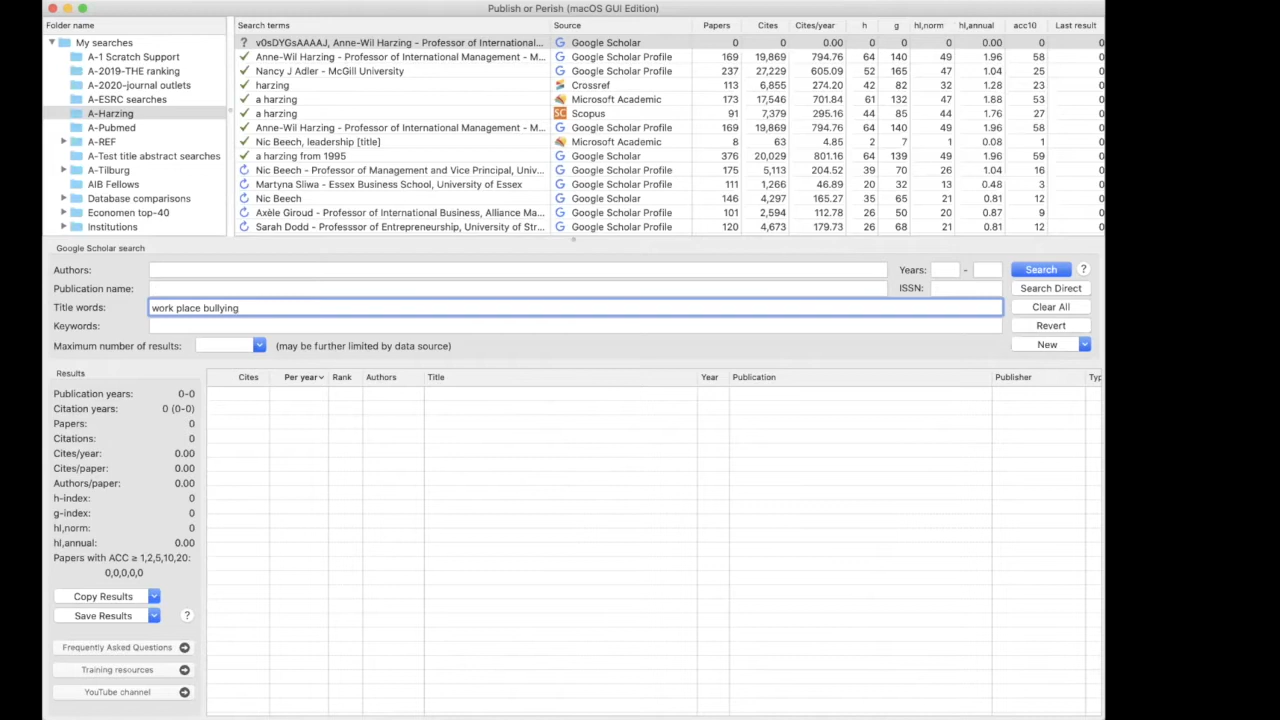 Publish or Perish (macOS GUI Edition)
Folder name
My searches
A-1 Scratch Support
A-2019-THE ranking
A-2020-journal outlets
A-ESRC searches
A-Harzing
A-Pubmed
A-REF
A-Test title abstract searches
A-Tilburg
AIB Fellows
Database comparisons
Economen top-40
Institutions
Search terms Source Papers Cites Cites/year h g hI,norm hI,annual acc10 Last result
? v0sDYGsAAAAJ, Anne-Wil Harzing - Professor of International... Google Scholar 0 0 0.00 0 0 0 0.00 0 0
Anne-Wil Harzing - Professor of International Management - M... Google Scholar Profile 169 19,869 794.76 64 140 49 1.96 58 0
Nancy J Adler - McGill University Google Scholar Profile 237 27,229 605.09 52 165 47 1.04 25 0
harzing Crossref 113 6,855 274.20 42 82 32 1.28 23 0
a harzing Microsoft Academic 173 17,546 701.84 61 132 47 1.88 53 0
a harzing SC Scopus 91 7,379 295.16 44 85 44 1.76 27 0
Anne-Wil Harzing - Professor of International Management - M... Google Scholar Profile 169 19,869 794.76 64 140 49 1.96 58 0
Nic Beech, leadership [title] Microsoft Academic 8 63 4.85 2 7 1 0.08 1 0
a harzing from 1995 Google Scholar 376 20,029 801.16 64 139 49 1.96 59 0
Nic Beech - Professor of Management and Vice Principal, Univ... Google Scholar Profile 175 5,113 204.52 39 70 26 1.04 16 0
Martyna Sliwa - Essex Business School, University of Essex Google Scholar Profile 111 1,266 46.89 20 32 13 0.48 3 0
Nic Beech Google Scholar 146 4,297 165.27 35 65 21 0.81 12 0
Axèle Giroud - Professor of International Business, Alliance Ma... Google Scholar Profile 101 2,594 112.78 26 50 20 0.87 9 0
Sarah Dodd - Professsor of Entrepreneurship, University of Str... Google Scholar Profile 120 4,673 179.73 26 68 21 0.81 12 0
Google Scholar search
Authors: Years: - Search ?
Publication name: ISSN: Search Direct
Title words: work place bullying Clear All
Keywords: Revert
Maximum number of results: (may be further limited by data source) New
Results
Publication years: 0-0
Citation years: 0 (0-0)
Papers: 0
Citations: 0
Cites/year: 0.00
Cites/paper: 0.00
Authors/paper: 0.00
h-index: 0
g-index: 0
hI,norm: 0
hI,annual: 0.00
Papers with ACC ≥ 1,2,5,10,20:
0,0,0,0,0
Copy Results
Save Results ?
Frequently Asked Questions
Training resources
YouTube channel
Cites Per year Rank Authors Title Year Publication Publisher Typ